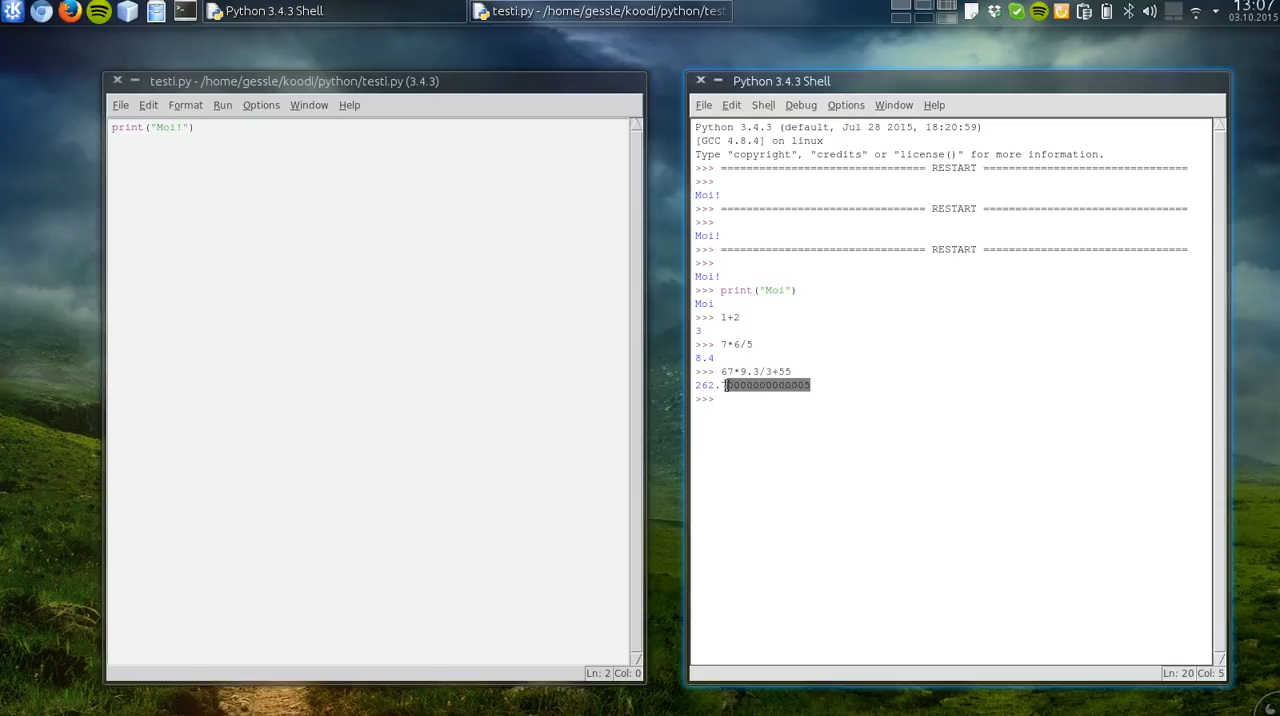 Python 3.4.3 Shell
testi.py - /home/gessle/koodi/python/test
13:07
03.10.2015
testi.py - /home/gessle/koodi/python/testi.py (3.4.3)
File Edit Format Run Options Window Help
print("Moi!")
Ln: 2 Col: 0
Python 3.4.3 Shell
File Edit Shell Debug Options Window Help
Python 3.4.3 (default, Jul 28 2015, 18:20:59)
[GCC 4.8.4] on linux
Type "copyright", "credits" or "license()" for more information.
>>> ================================ RESTART ================================
>>>
Moi!
>>> ================================ RESTART ================================
>>>
Moi!
>>> ================================ RESTART ================================
>>>
Moi!
>>> print("Moi")
Moi
>>> 1+2
3
>>> 7*6/5
8.4
>>> 67*9.3/3+55
262.70000000000005
>>>
Ln: 20 Col: 5